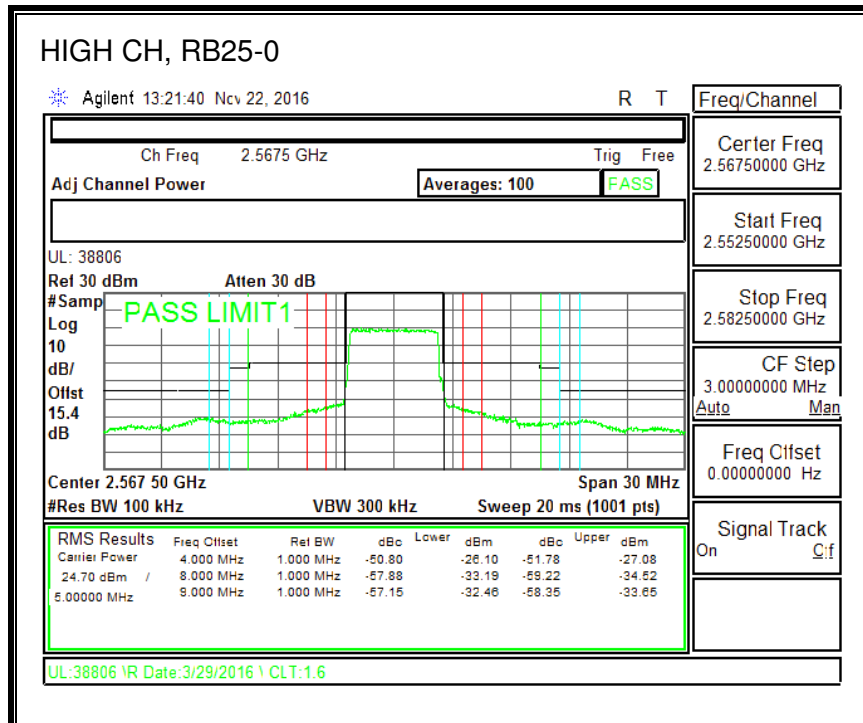 HIGH CH, RB25-0
Agilent 13:21:40 Nov 22, 2016 R T
Freq/Channel
Ch Freq 2.5675 GHz Trig Free
Adj Channel Power Averages: 100 PASS
Center Freq
2.56750000 GHz
Start Freq
2.55250000 GHz
Stop Freq
2.58250000 GHz
CF Step
3.00000000 MHz
Auto Man
Freq Offset
0.00000000 Hz
Signal Track
On Off
UL: 38806
Ref 30 dBm Atten 30 dB
#Samp
Log
10
dB/
Offst
15.4
dB
PASS LIMIT1
Center 2.567 50 GHz Span 30 MHz
#Res BW 100 kHz VBW 300 kHz Sweep 20 ms (1001 pts)
RMS Results Freq Offset Ref BW dBc Lower dBm dBc Upper dBm
Carrier Power 4.000 MHz 1.000 MHz -50.80 -26.10 -51.78 -27.08
24.70 dBm / 8.000 MHz 1.000 MHz -57.88 -33.19 -59.22 -34.52
5.00000 MHz 9.000 MHz 1.000 MHz -57.15 -32.46 -58.35 -33.65
UL:38806 \R Date:3/29/2016 \ CLT:1.6